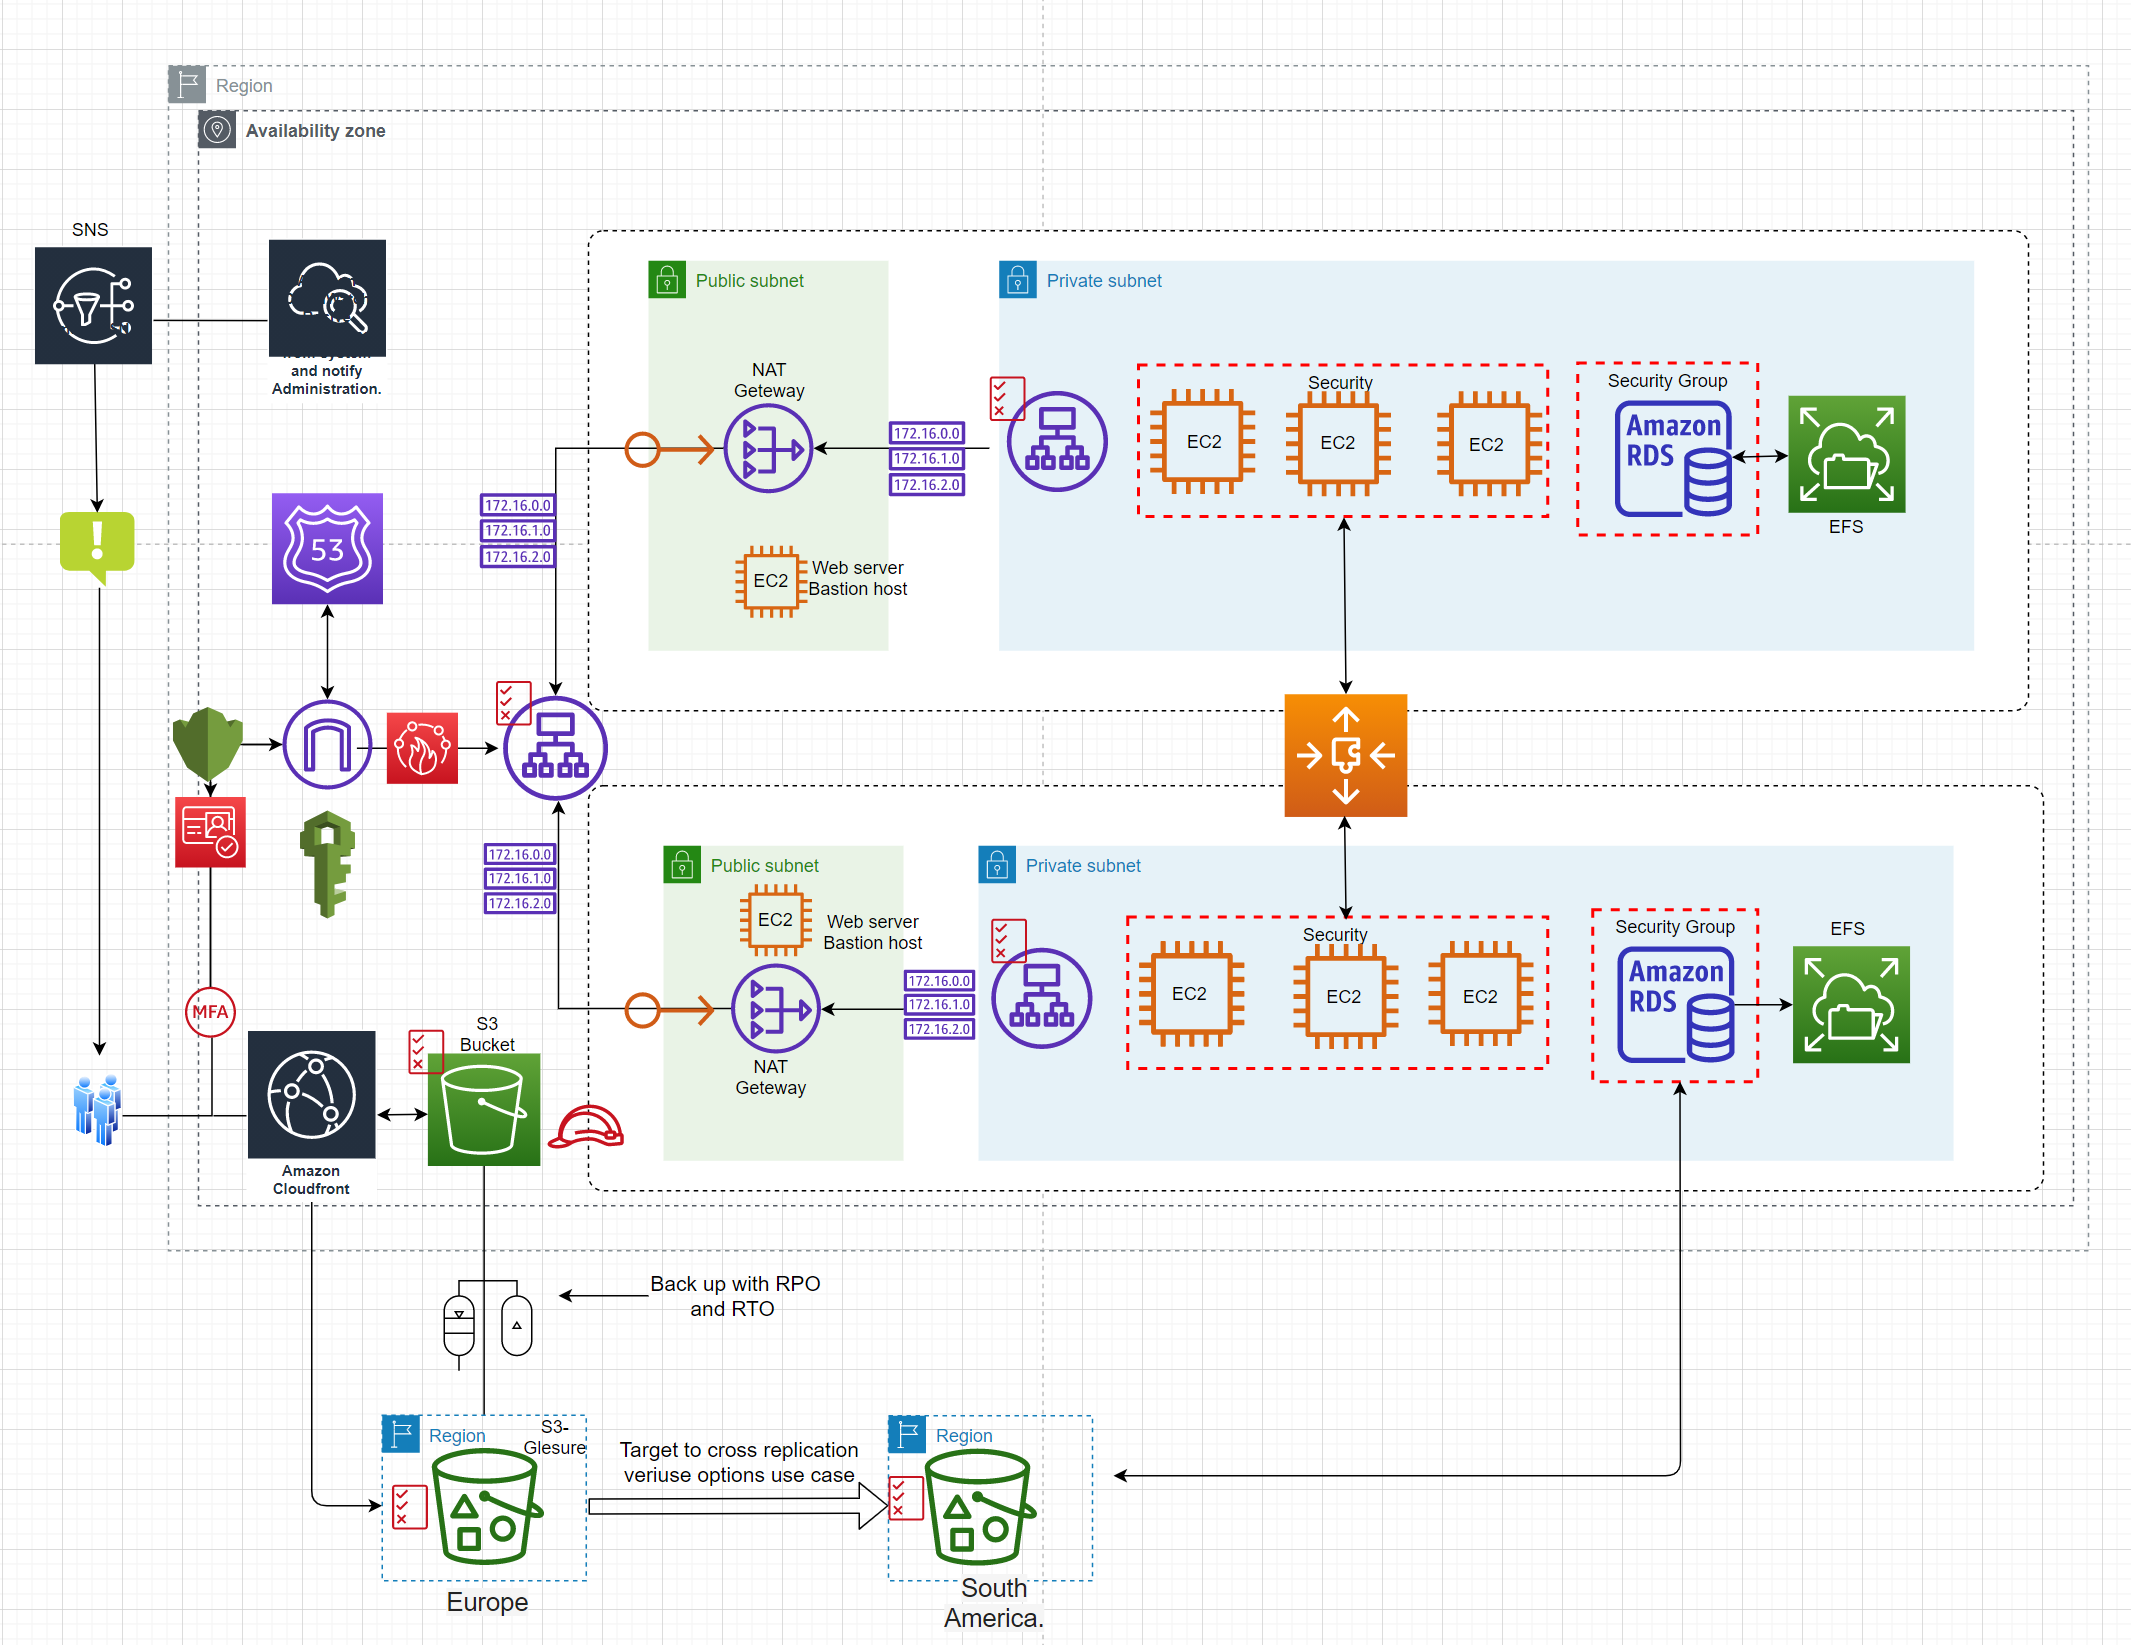 Region
Availability zone
SNS
and notify
Administration.
Public subnet
NAT
Geteway
172.16.0.0
172.16.1.0
172.16.2.0
EC2
Web server
Bastion host
Private subnet
Security
EC2
EC2
EC2
Security Group
Amazon
RDS
EFS
172.16.0.0
172.16.1.0
172.16.2.0
53
172.16.0.0
172.16.1.0
172.16.2.0
Public subnet
EC2
Web server
Bastion host
NAT
Geteway
172.16.0.0
172.16.1.0
172.16.2.0
Private subnet
Security
EC2
EC2
EC2
Security Group
Amazon
RDS
EFS
MFA
S3
Bucket
Amazon
Cloudfront
Back up with RPO
and RTO
Region
S3-
Glesure
Europe
Target to cross replication
veriuse options use case
Region
South
America.